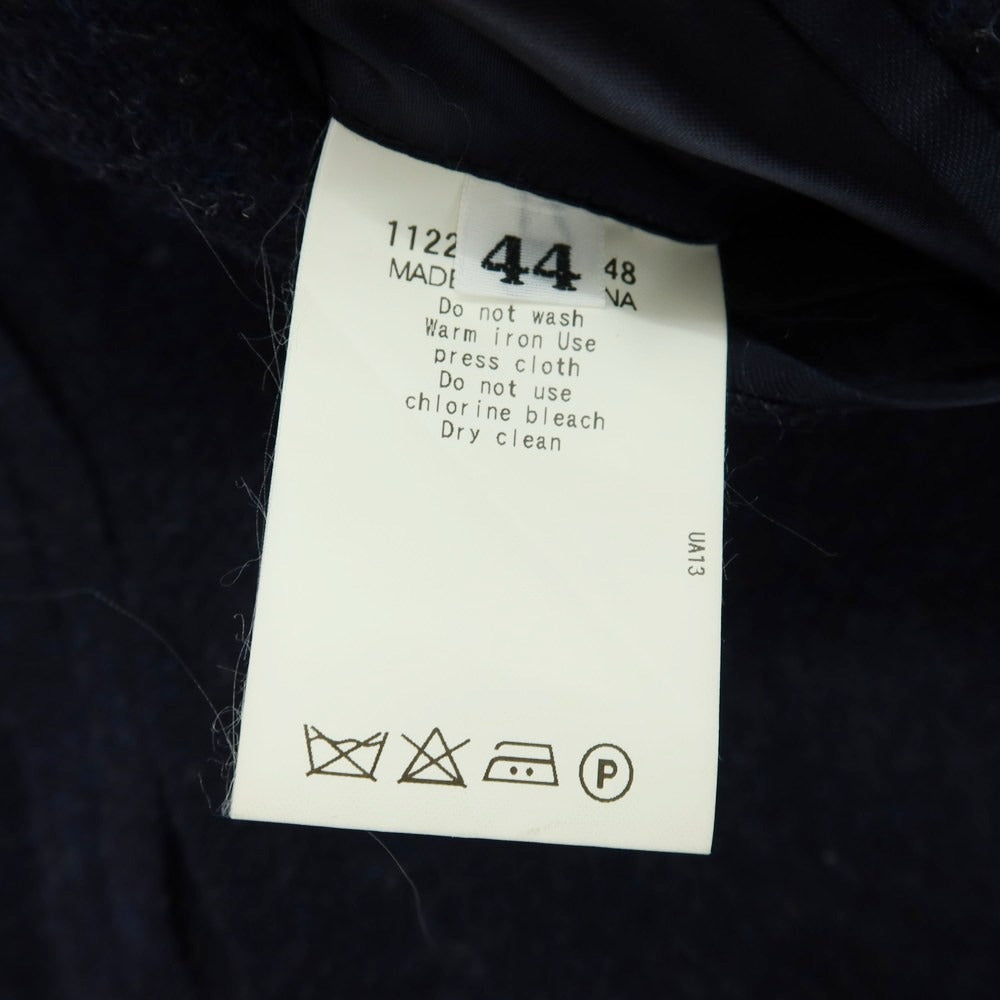 1122 44 48
MADE NA
Do not wash
Warm iron Use
press cloth
Do not use
chlorine bleach
Dry clean
UA13
P